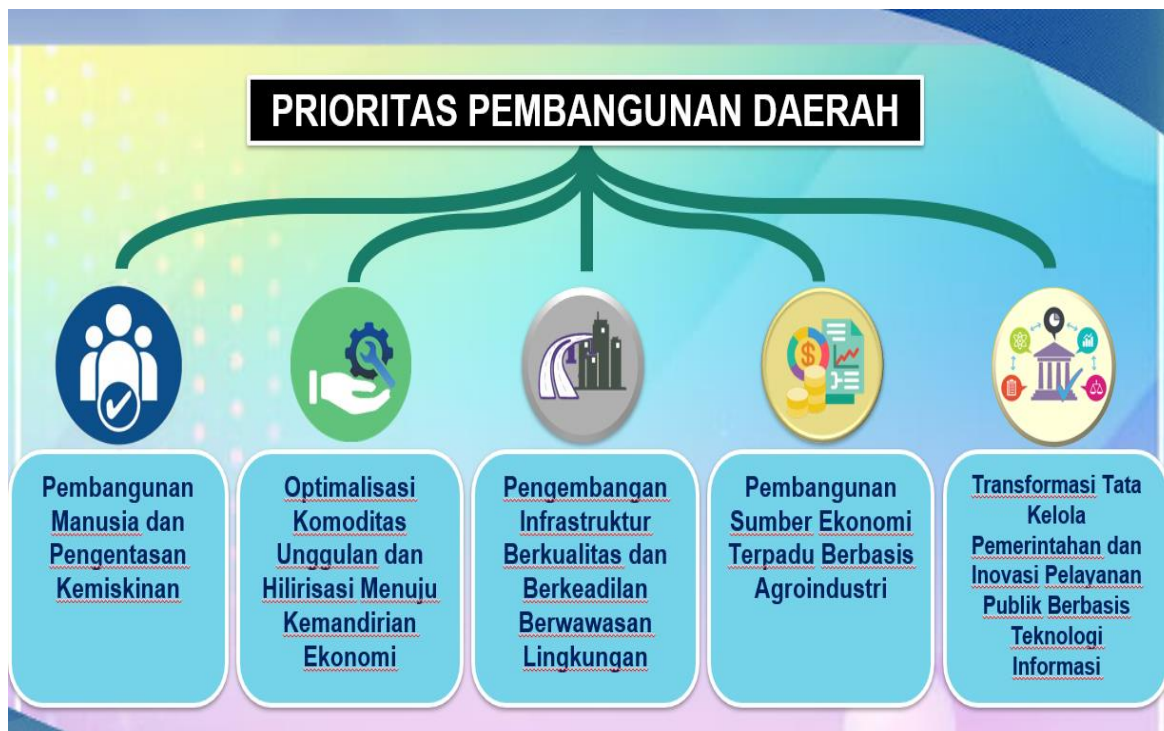 PRIORITAS PEMBANGUNAN DAERAH
Pembangunan
Manusia dan
Pengentasan
Kemiskinan
Optimalisasi
Komoditas
Unggulan dan
Hilirisasi Menuju
Kemandirian
Ekonomi
Pengembangan
Infrastruktur
Berkualitas dan
Berkeadilan
Berwawasan
Lingkungan
Pembangunan
Sumber Ekonomi
Terpadu Berbasis
Agroindustri
Transformasi Tata
Kelola
Pemerintahan dan
Inovasi Pelayanan
Publik Berbasis
Teknologi
Informasi